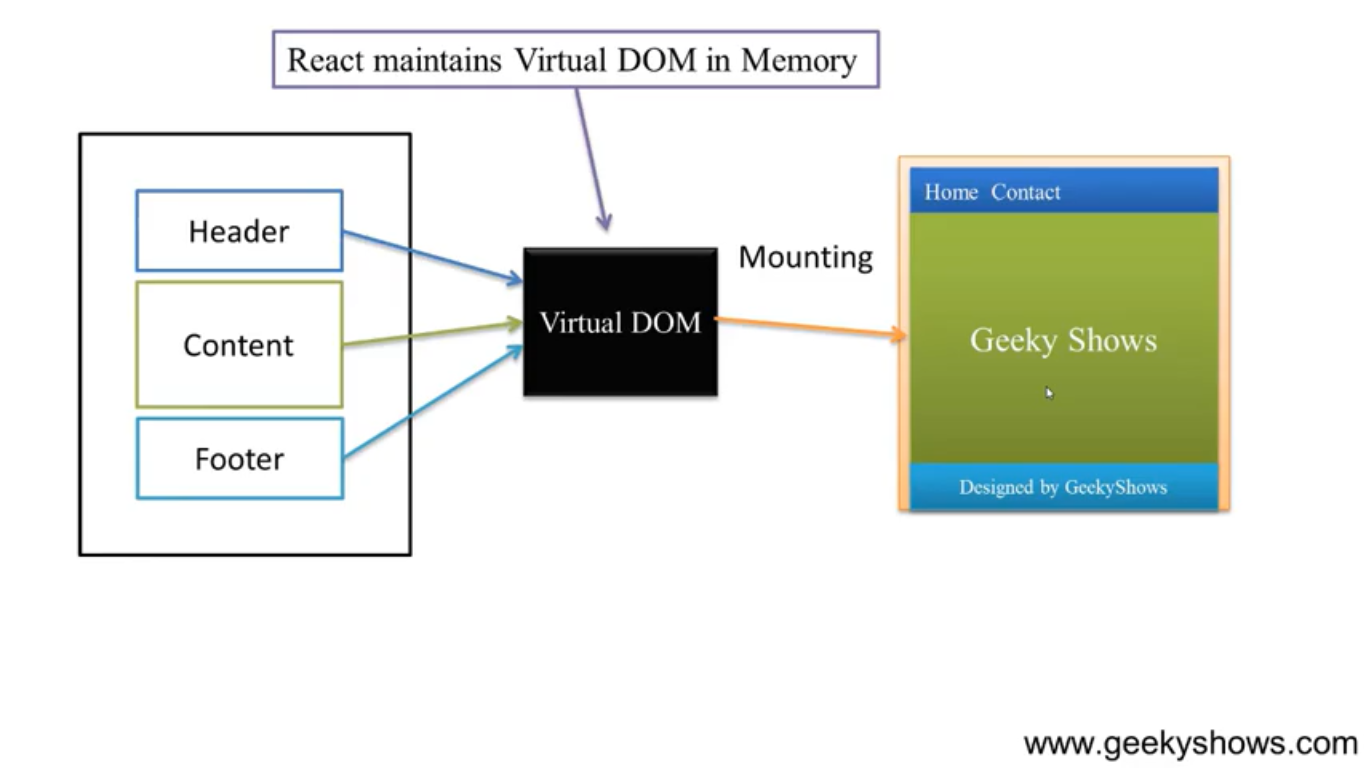 React maintains Virtual DOM in Memory
Header
Content
Footer
Virtual DOM
Mounting
Home Contact
Geeky Shows
Designed by GeekyShows
www.geekyshows.com